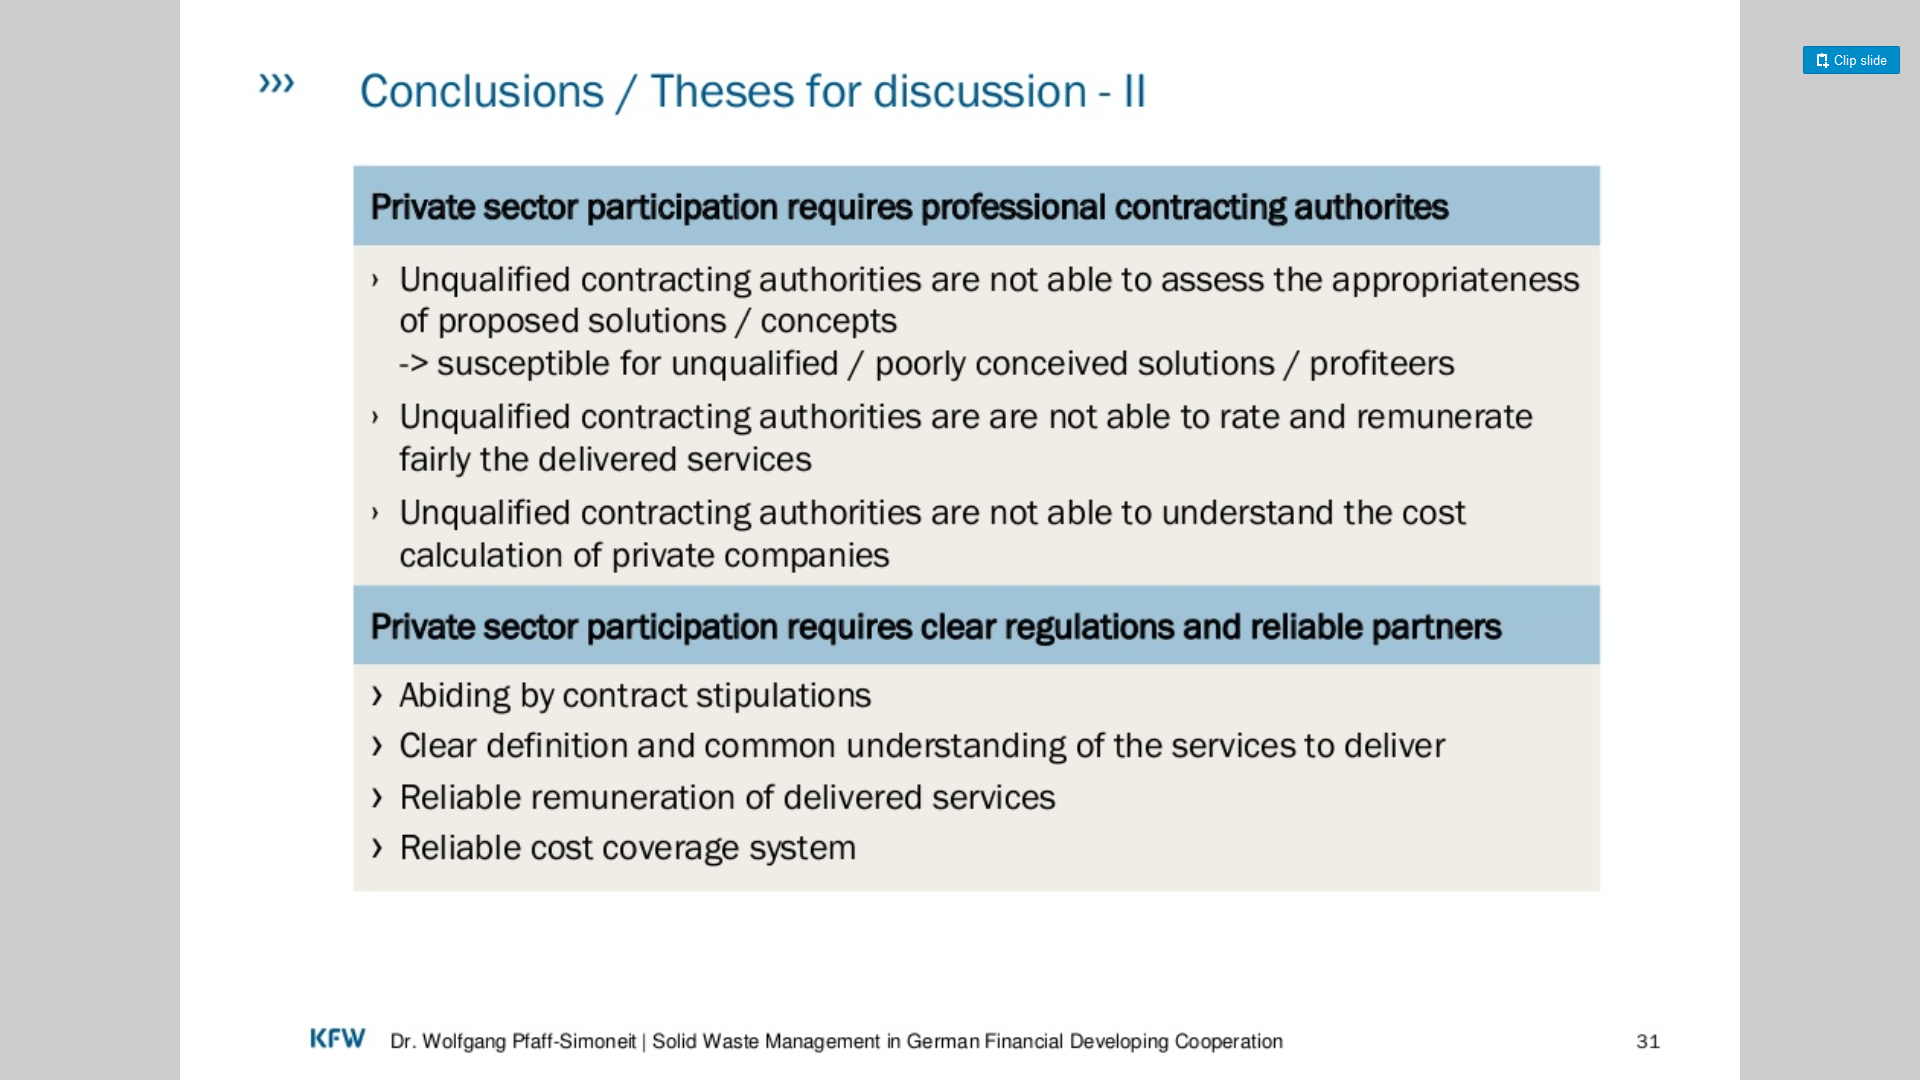 Clip slide
››› Conclusions / Theses for discussion - II
Private sector participation requires professional contracting authorites
› Unqualified contracting authorities are not able to assess the appropriateness
of proposed solutions / concepts
-> susceptible for unqualified / poorly conceived solutions / profiteers
› Unqualified contracting authorities are are not able to rate and remunerate
fairly the delivered services
› Unqualified contracting authorities are not able to understand the cost
calculation of private companies
Private sector participation requires clear regulations and reliable partners
› Abiding by contract stipulations
› Clear definition and common understanding of the services to deliver
› Reliable remuneration of delivered services
› Reliable cost coverage system
KFW Dr. Wolfgang Pfaff-Simoneit | Solid Waste Management in German Financial Developing Cooperation 31